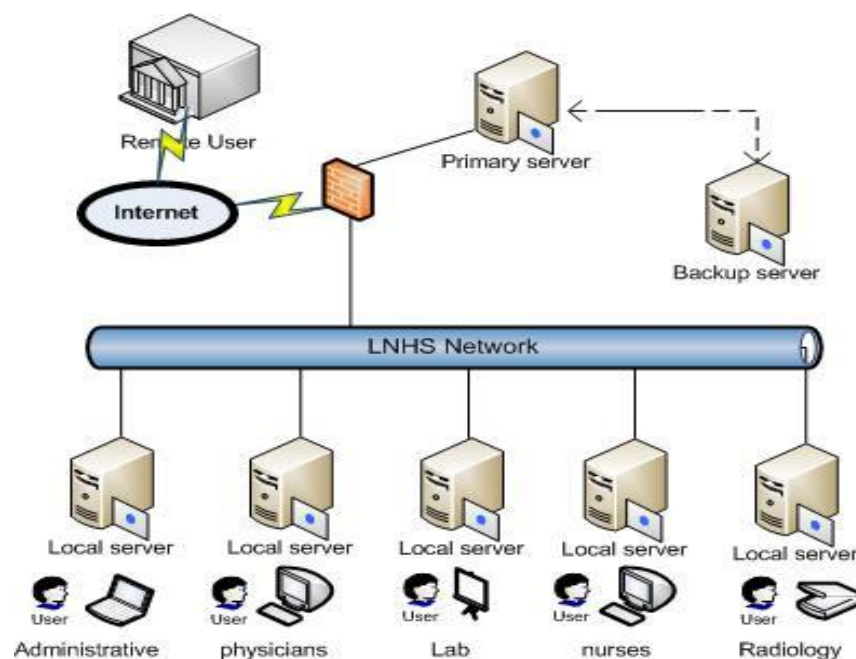 Remote User
Primary server
Internet
Backup server
LNHS Network
Local server Local server Local server Local server Local server
User User User User User
Administrative physicians Lab nurses Radiology